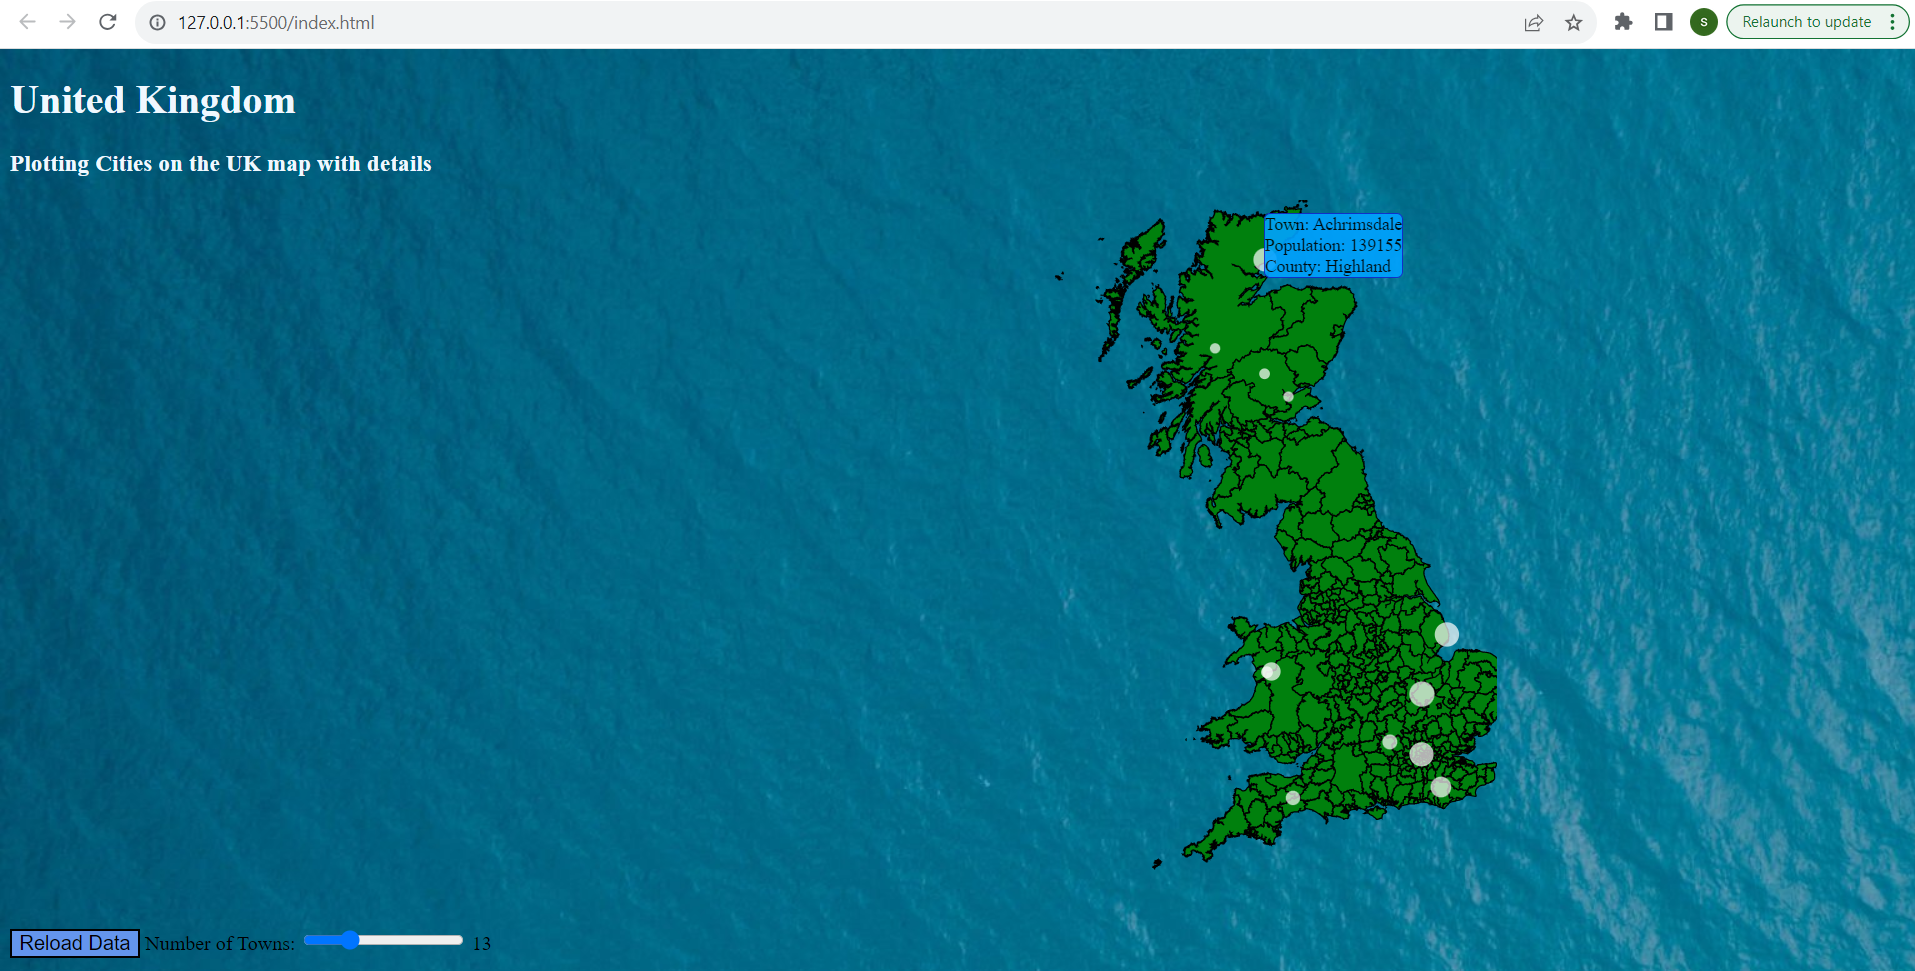 127.0.0.1:5500/index.html
S
Relaunch to update
United Kingdom
Plotting Cities on the UK map with details
Town: Achrimsdale
Population: 139155
County: Highland
Reload Data Number of Towns: 13